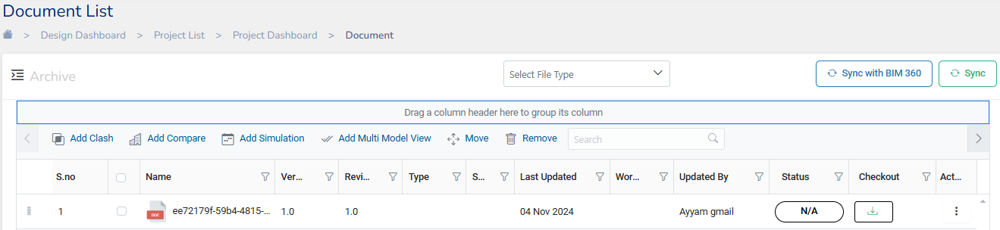 Document List
> Design Dashboard > Project List > Project Dashboard > Document
Archive Select File Type Sync with BIM 360 Sync
Drag a column header here to group its column
Add Clash Add Compare Add Simulation Add Multi Model View Move Remove Search
S.no Name Ver... Revi... Type S... Last Updated Wor... Updated By Status Checkout Act...
1 DOC ee72179f-59b4-4815-... 1.0 1.0 04 Nov 2024 Ayyam gmail N/A